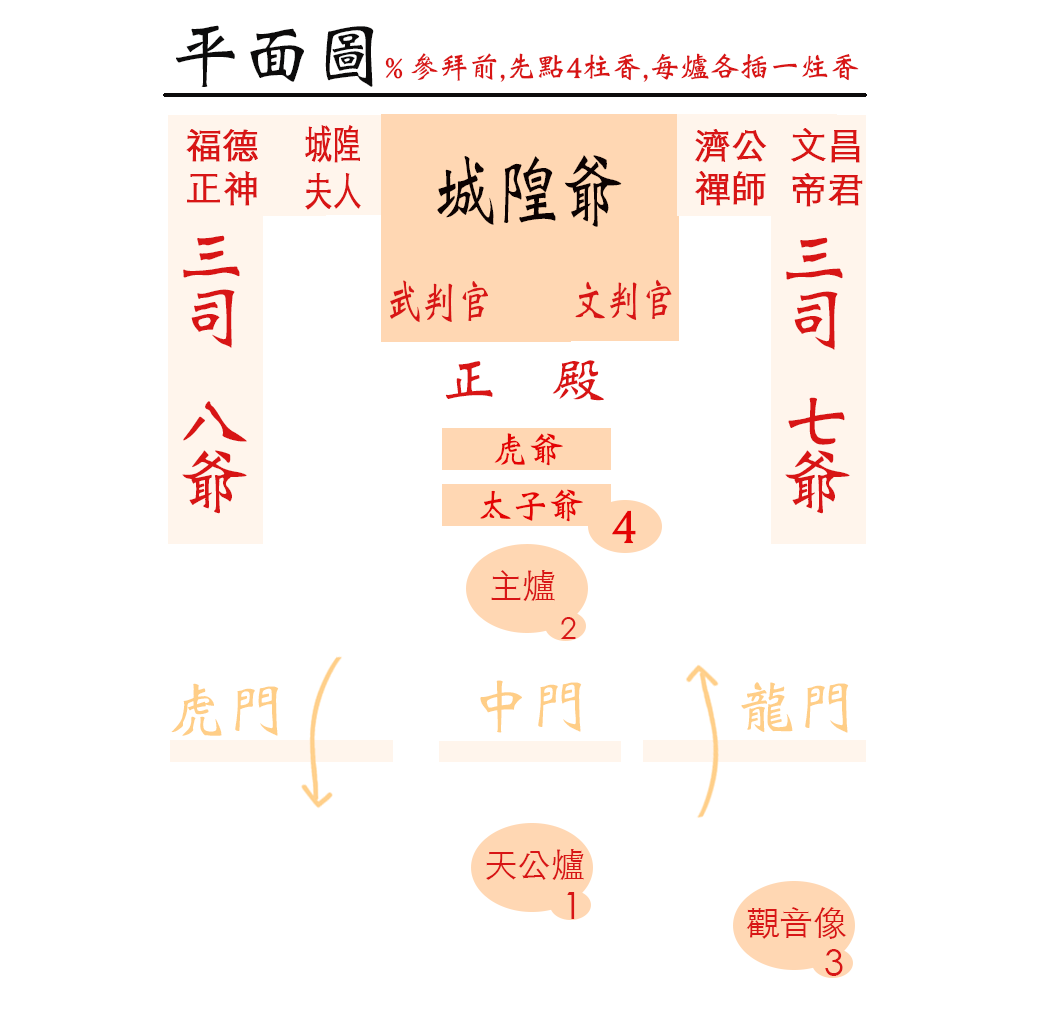 平面圖
% 參拜前,先點4柱香,每爐各插一炷香
福德正神
城隍夫人
城隍爺
濟公禪師
文昌帝君
武判官
文判官
三司
三司
正 殿
八爺
七爺
虎爺
太子爺
4
主爐
2
虎門
中門
龍門
天公爐
1
觀音像
3